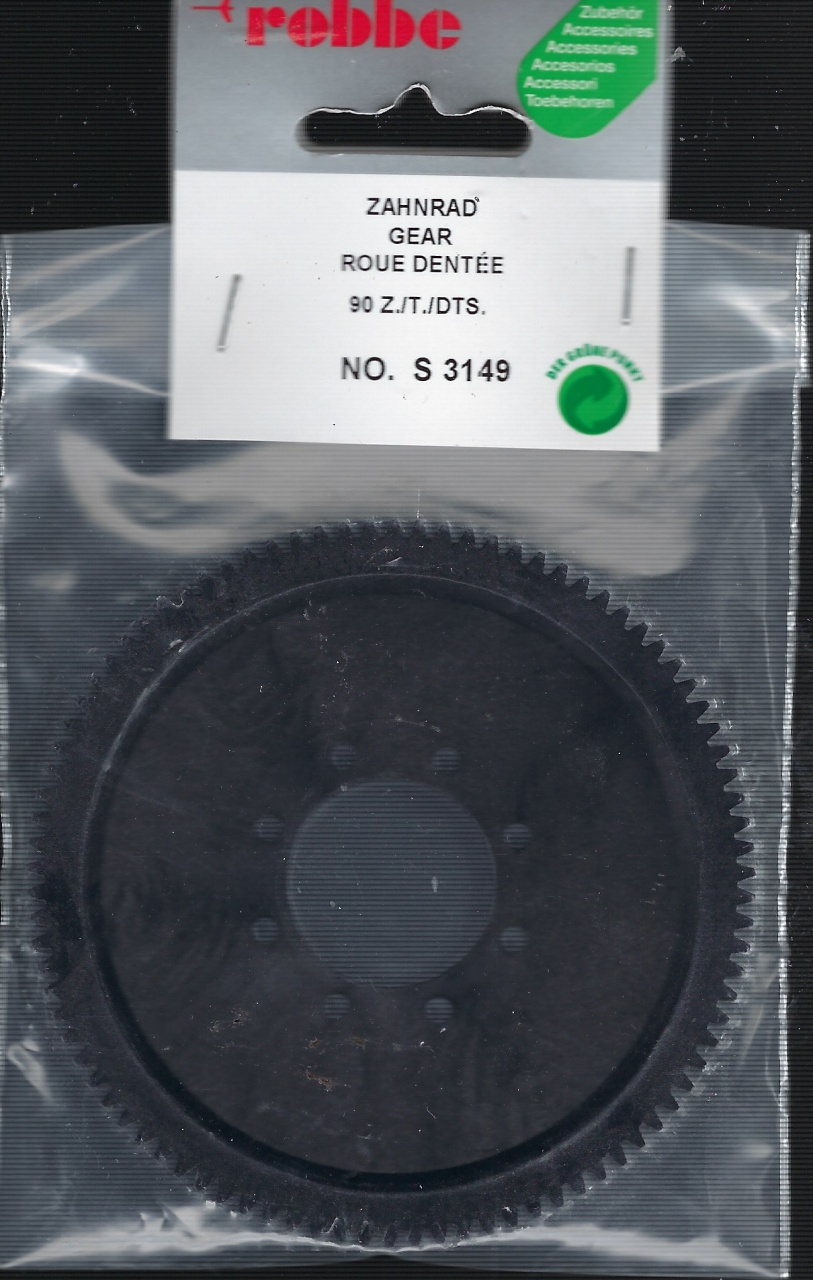 robbe
Zubehör
Accessoires
Accessories
Accesorios
Accessori
Toebehoren
ZAHNRAD
GEAR
ROUE DENTÉE
90 Z./T./DTS.
NO. S 3149
DER GRÜNE PUNKT